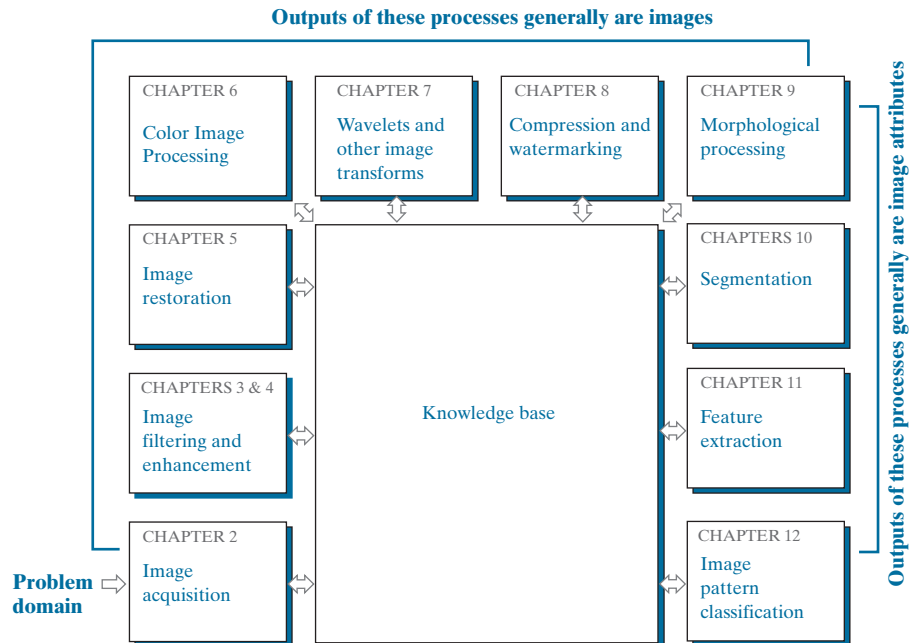 Outputs of these processes generally are images
CHAPTER 6
Color Image
Processing
CHAPTER 7
Wavelets and
other image
transforms
CHAPTER 8
Compression and
watermarking
CHAPTER 9
Morphological
processing
CHAPTER 5
Image
restoration
CHAPTERS 10
Segmentation
CHAPTERS 3 & 4
Image
filtering and
enhancement
Knowledge base
CHAPTER 11
Feature
extraction
CHAPTER 2
Image
acquisition
CHAPTER 12
Image
pattern
classification
Problem
domain
Outputs of these processes generally are image attributes